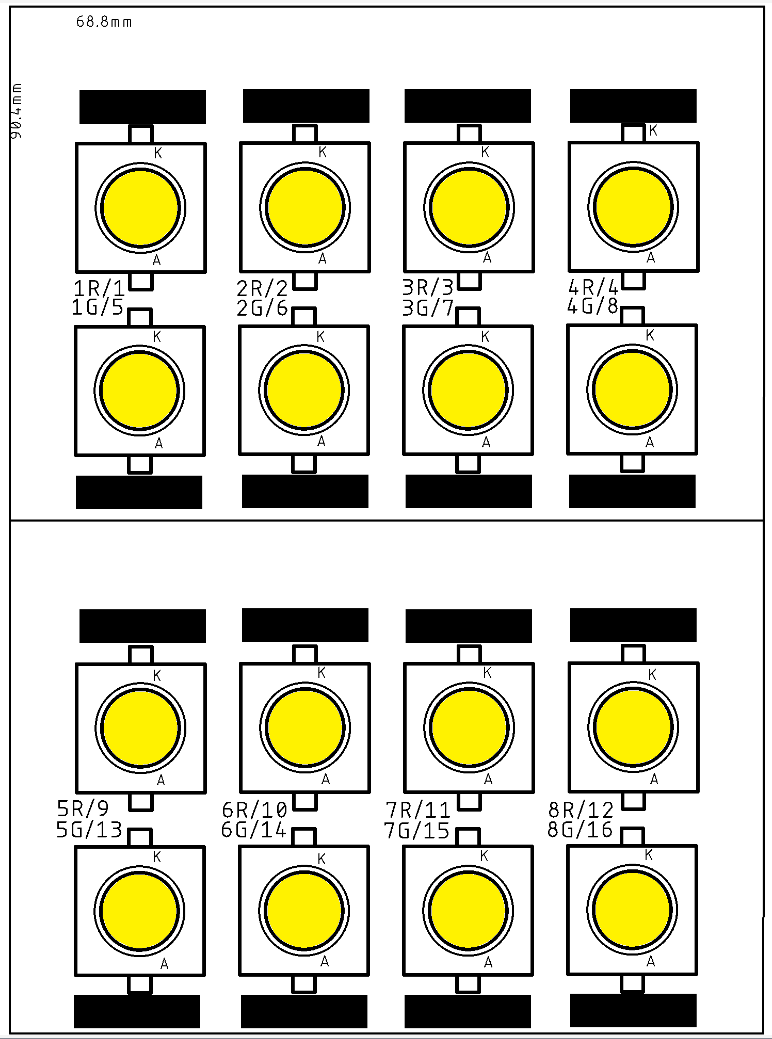 68.8mm
90.4mm
K K K K
A A A A
1R/1 2R/2 3R/3 4R/4
1G/5 2G/6 3G/7 4G/8
K K K K
A A A A
K K K K
A A A A
5R/9 6R/10 7R/11 8R/12
5G/13 6G/14 7G/15 8G/16
K K K K
A A A A